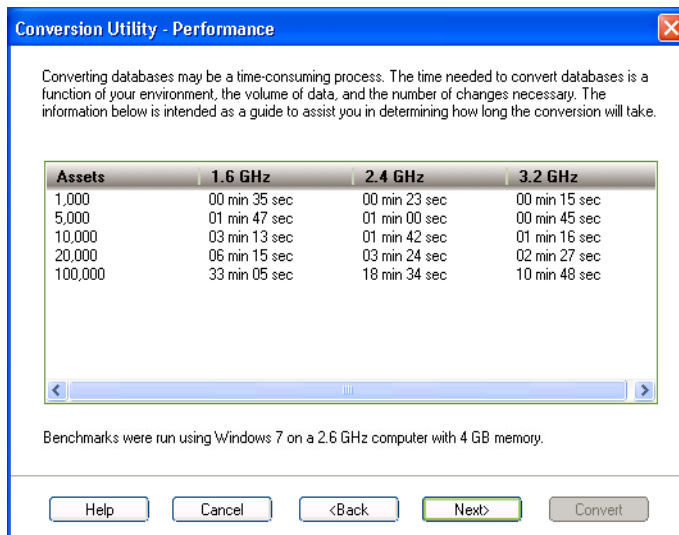 Conversion Utility - Performance
Converting databases may be a time-consuming process. The time needed to convert databases is a
function of your environment, the volume of data, and the number of changes necessary. The
information below is intended as a guide to assist you in determining how long the conversion will take.
Assets 1.6 GHz 2.4 GHz 3.2 GHz
1,000 00 min 35 sec 00 min 23 sec 00 min 15 sec
5,000 01 min 47 sec 01 min 00 sec 00 min 45 sec
10,000 03 min 13 sec 01 min 42 sec 01 min 16 sec
20,000 06 min 15 sec 03 min 24 sec 02 min 27 sec
100,000 33 min 05 sec 18 min 34 sec 10 min 48 sec
Benchmarks were run using Windows 7 on a 2.6 GHz computer with 4 GB memory.
Help Cancel <Back Next> Convert